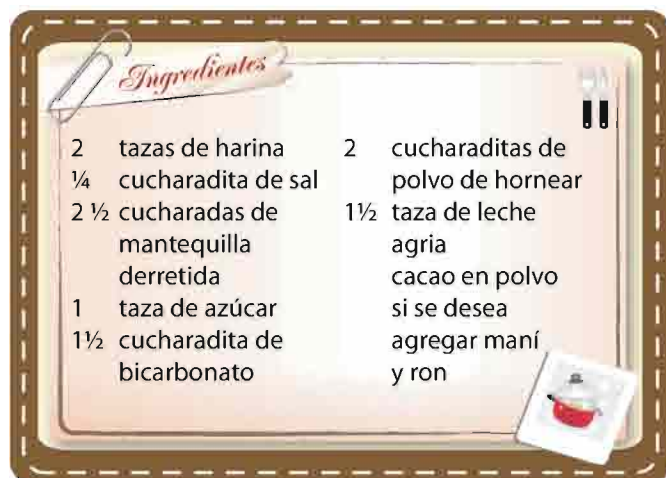 Ingredientes
2 tazas de harina
¼ cucharadita de sal
2 ½ cucharadas de
mantequilla
derretida
1 taza de azúcar
1½ cucharadita de
bicarbonato
2 cucharaditas de
polvo de hornear
1½ taza de leche
agria
cacao en polvo
si se desea
agregar maní
y ron